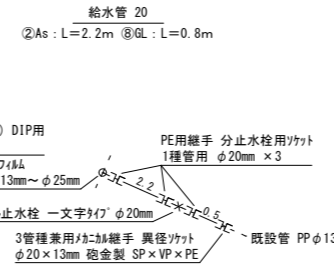 給水管 20
②As：L=2.2m ⑧GL：L=0.8m
) DIP用
フィルム
13mm～φ25mm
PE用継手 分止水栓用ソケット
1種管用 φ20mm ×3
2.2
止水栓 一文字タイプ φ20mm
0.5
3管種兼用メカニカル継手 異径ソケット
φ20×13mm 砲金製 SP×VP×PE
既設管 PPφ13